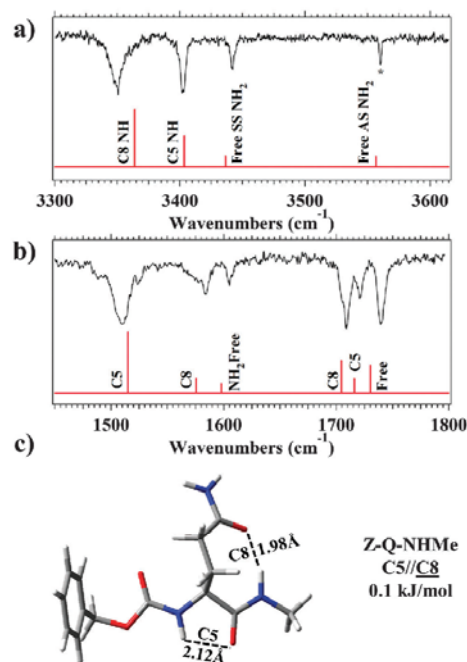 a)
C8 NH
C5 NH
Free SS NH2
Free AS NH2
*
3300 3400 3500 3600
Wavenumbers (cm-1)
b)
C5
C8
NH2Free
C8
C5
Free
1500 1600 1700 1800
Wavenumbers (cm-1)
c)
C8 1.98Å
C5
2.12Å
Z-Q-NHMe
C5//C8
0.1 kJ/mol